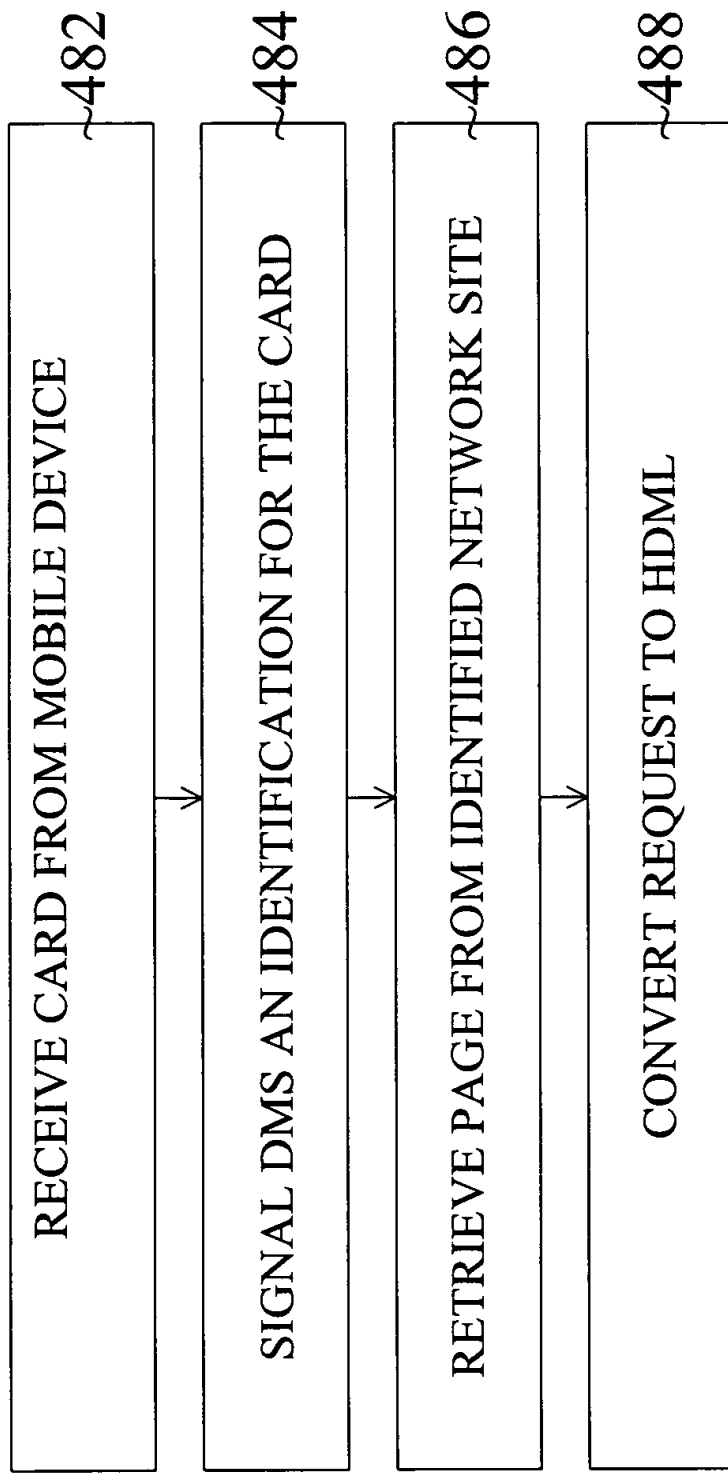 RECEIVE CARD FROM MOBILE DEVICE
~482
SIGNAL DMS AN IDENTIFICATION FOR THE CARD
~484
RETRIEVE PAGE FROM IDENTIFIED NETWORK SITE
~486
CONVERT REQUEST TO HDML
~488